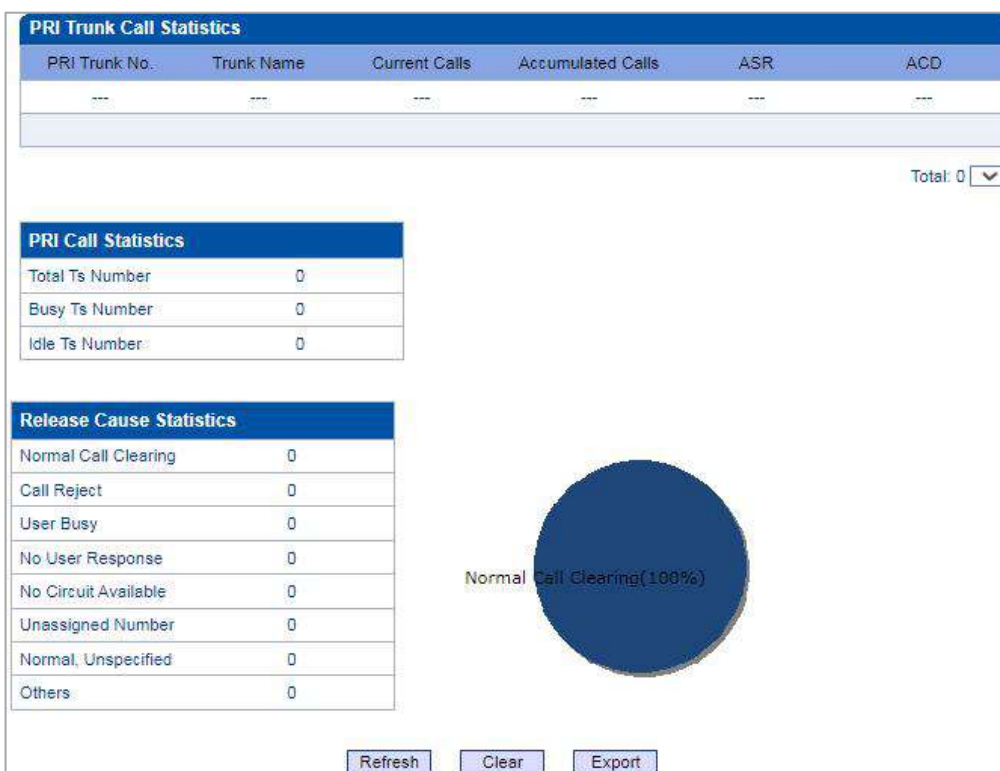 PRI Trunk Call Statistics
PRI Trunk No. Trunk Name Current Calls Accumulated Calls ASR ACD
--- --- --- --- --- ---
Total: 0
PRI Call Statistics
Total Ts Number 0
Busy Ts Number 0
Idle Ts Number 0
Release Cause Statistics
Normal Call Clearing 0
Call Reject 0
User Busy 0
No User Response 0
No Circuit Available 0
Unassigned Number 0
Normal, Unspecified 0
Others 0
Normal Call Clearing(100%)
Refresh Clear Export